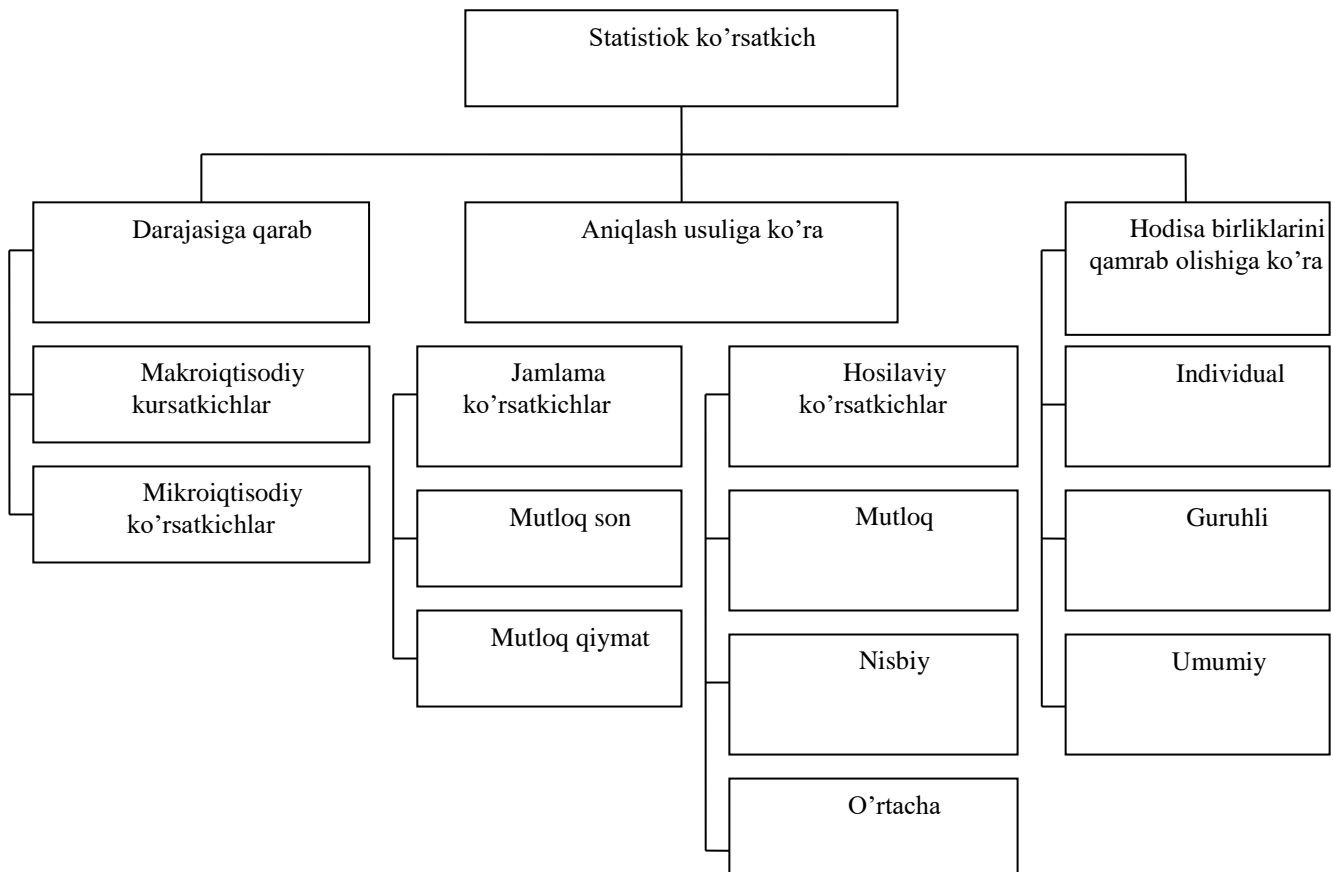 Statistiok ko’rsatkich
Darajasiga qarab
Aniqlash usuliga ko’ra
Hodisa birliklarini
qamrab olishiga ko’ra
Makroiqtisodiy
kursatkichlar
Mikroiqtisodiy
ko’rsatkichlar
Jamlama
ko’rsatkichlar
Mutloq son
Mutloq qiymat
Hosilaviy
ko’rsatkichlar
Mutloq
Nisbiy
O’rtacha
Individual
Guruhli
Umumiy